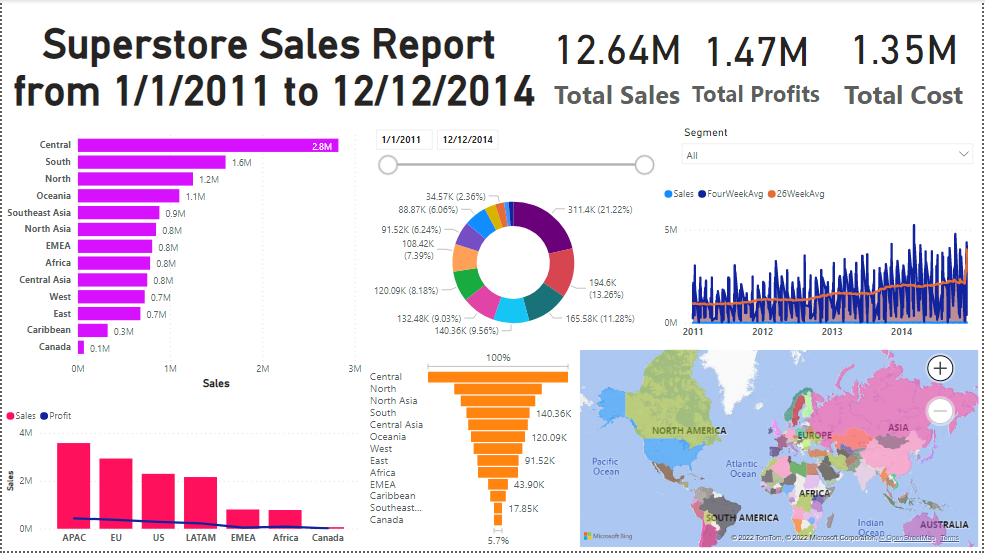 Superstore Sales Report
from 1/1/2011 to 12/12/2014
12.64M
Total Sales
1.47M
Total Profits
1.35M
Total Cost
Central
2.8M
South
1.6M
North
1.2M
Oceania
1.1M
Southeast Asia
0.9M
North Asia
0.8M
EMEA
0.8M
Africa
0.8M
Central Asia
0.8M
West
0.7M
East
0.7M
Caribbean
0.3M
Canada
0.1M
0M 1M 2M 3M
Sales
1/1/2011 12/12/2014
34.57K (2.36%)
88.87K (6.06%)
91.52K (6.24%)
108.42K
(7.39%)
120.09K (8.18%)
132.48K (9.03%)
140.36K (9.56%)
311.4K (21.22%)
194.6K
(13.26%)
165.58K (11.28%)
Segment
All
Sales FourWeekAvg 26WeekAvg
5M
0M
2011 2012 2013 2014
Sales Profit
Sales
4M
2M
0M
APAC EU US LATAM EMEA Africa Canada
100%
Central
North
North Asia
South 140.36K
Central Asia
Oceania 120.09K
West
East 91.52K
Africa
EMEA 43.90K
Caribbean
Southeast... 17.85K
Canada
5.7%
NORTH AMERICA
EUROPE
ASIA
Pacific
Ocean
Atlantic
Ocean
AFRICA
SOUTH AMERICA
Indian
Ocean
AUSTRALIA
Microsoft Bing
© 2022 TomTom, © 2022 Microsoft Corporation, © OpenStreetMap Terms